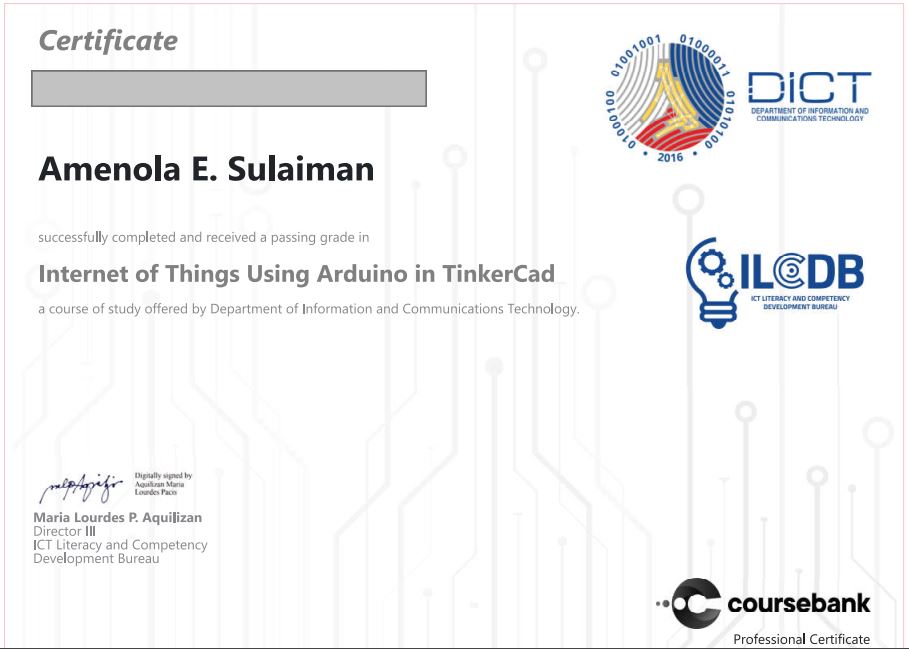 Certificate
Amenola E. Sulaiman
successfully completed and received a passing grade in
Internet of Things Using Arduino in TinkerCad
a course of study offered by Department of Information and Communications Technology.
01000100 01001001 01000011 01010100
• 2016 •
DICT
DEPARTMENT OF INFORMATION AND
COMMUNICATIONS TECHNOLOGY
ILCDB
ICT LITERACY AND COMPETENCY
DEVELOPMENT BUREAU
Digitally signed by
Aquilizan Maria
Lourdes Pacis
Maria Lourdes P. Aquilizan
Director III
ICT Literacy and Competency
Development Bureau
coursebank
Professional Certificate